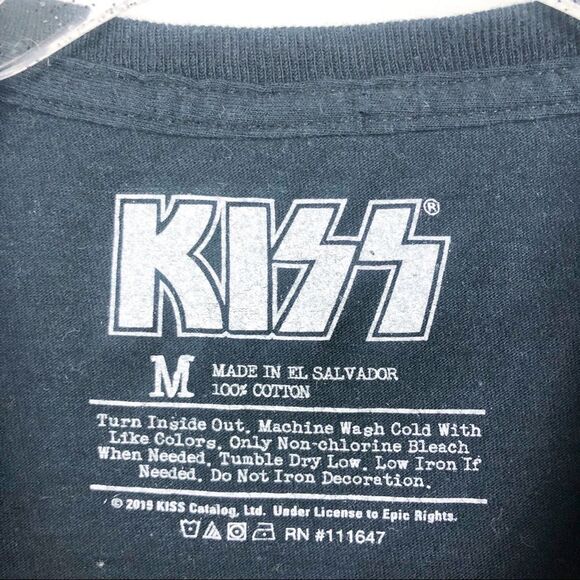 KISS®
M MADE IN EL SALVADOR
100% COTTON
Turn Inside Out. Machine Wash Cold With
Like Colors. Only Non-chlorine Bleach
When Needed. Tumble Dry Low. Low Iron If
Needed. Do Not Iron Decoration.
© 2019 KISS Catalog, Ltd. Under License to Epic Rights.
RN #111647